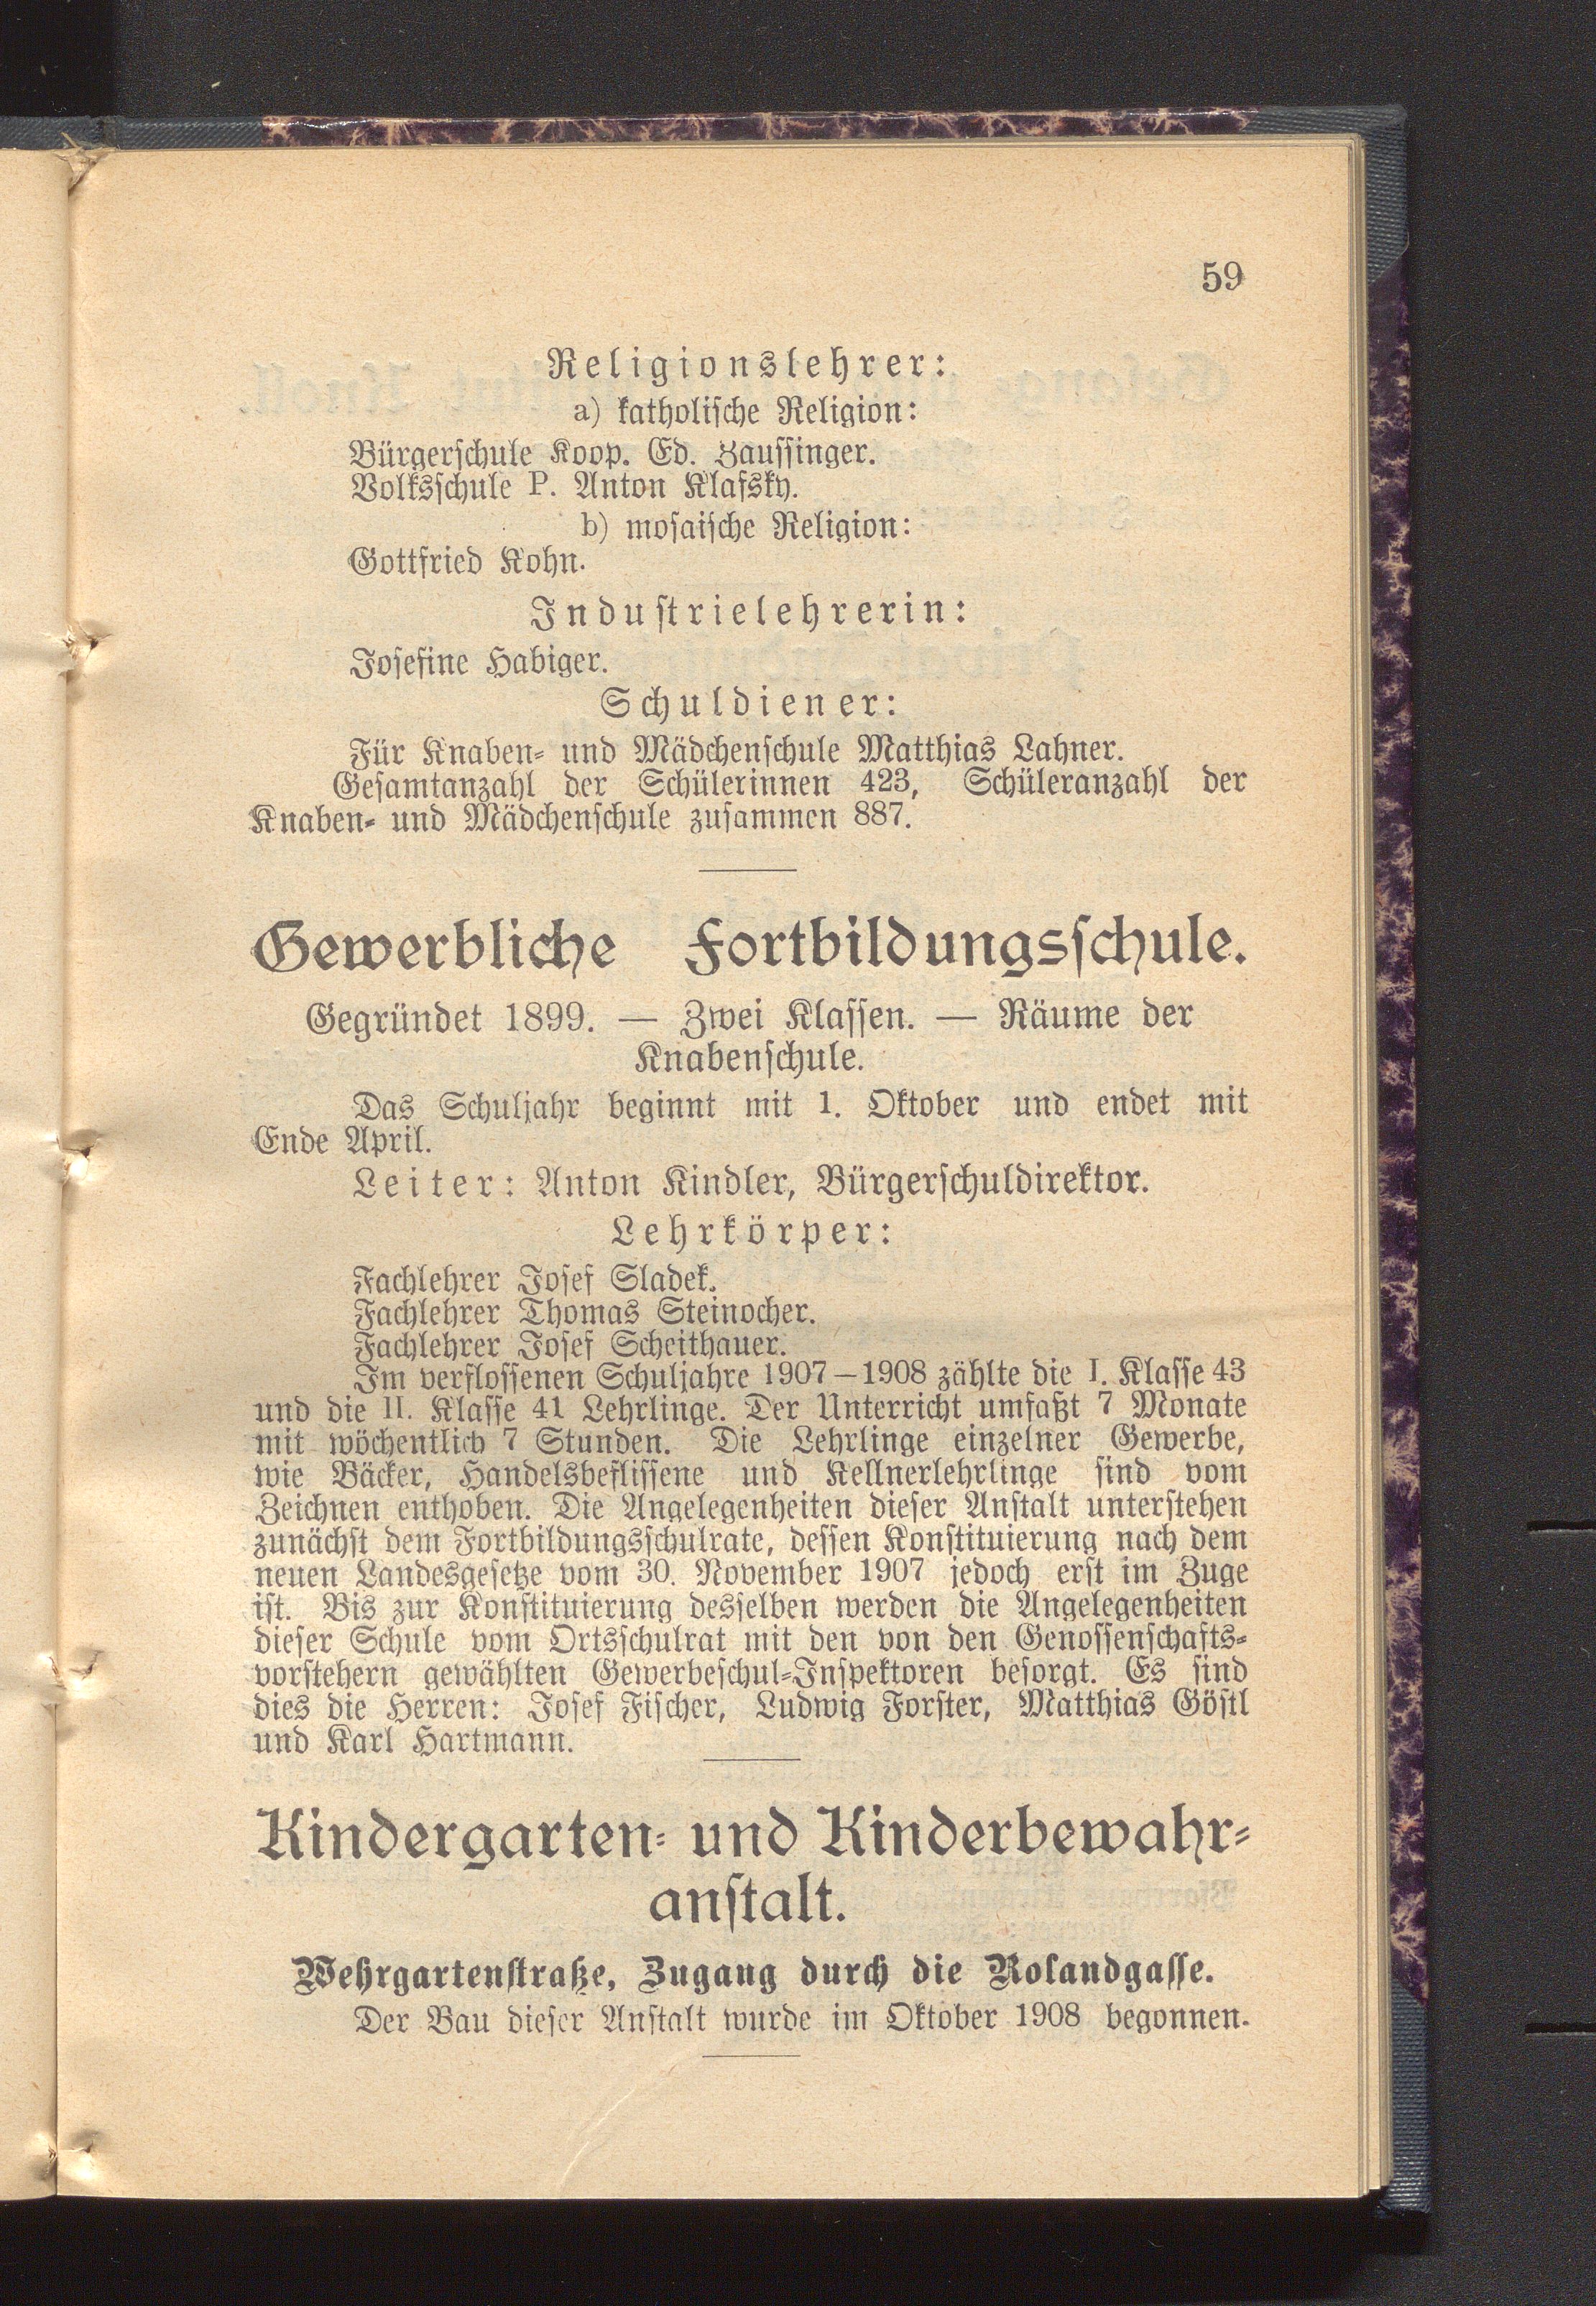 59
Religionslehrer:
a) katholische Religion:
Bürgerschule Koop. Ed. Zaussinger.
Volksschule P. Anton Klafsky.
b) mosaische Religion:
Gottfried Kohn.
Industrielehrerin:
Josefine Habiger.
Schuldiener:
Für Knaben- und Mädchenschule Matthias Lahner.
Gesamtanzahl der Schülerinnen 423, Schüleranzahl der
Knaben- und Mädchenschule zusammen 887.
Gewerbliche Fortbildungsschule.
Gegründet 1899. — Zwei Klassen. — Räume der
Knabenschule.
Das Schuljahr beginnt mit 1. Oktober und endet mit
Ende April.
Leiter: Anton Kindler, Bürgerschuldirektor.
Lehrkörper:
Fachlehrer Josef Sladek.
Fachlehrer Thomas Steinocher.
Fachlehrer Josef Scheithauer.
Im verflossenen Schuljahre 1907–1908 zählte die I. Klasse 43
und die II. Klasse 41 Lehrlinge. Der Unterricht umfaßt 7 Monate
mit wöchentlich 7 Stunden. Die Lehrlinge einzelner Gewerbe,
wie Bäcker, Handelsbeflissene und Kellnerlehrlinge sind vom
Zeichnen enthoben. Die Angelegenheiten dieser Anstalt unterstehen
zunächst dem Fortbildungsschulrate, dessen Konstituierung nach dem
neuen Landesgesetze vom 30. November 1907 jedoch erst im Zuge
ist. Bis zur Konstituierung desselben werden die Angelegenheiten
dieser Schule vom Ortsschulrat mit den von den Genossenschafts-
vorstehern gewählten Gewerbeschul-Inspektoren besorgt. Es sind
dies die Herren: Josef Fischer, Ludwig Forster, Matthias Göstl
und Karl Hartmann.
Kindergarten- und Kinderbewahr-
anstalt.
Wehrgartenstraße, Zugang durch die Rolandgasse.
Der Bau dieser Anstalt wurde im Oktober 1908 begonnen.